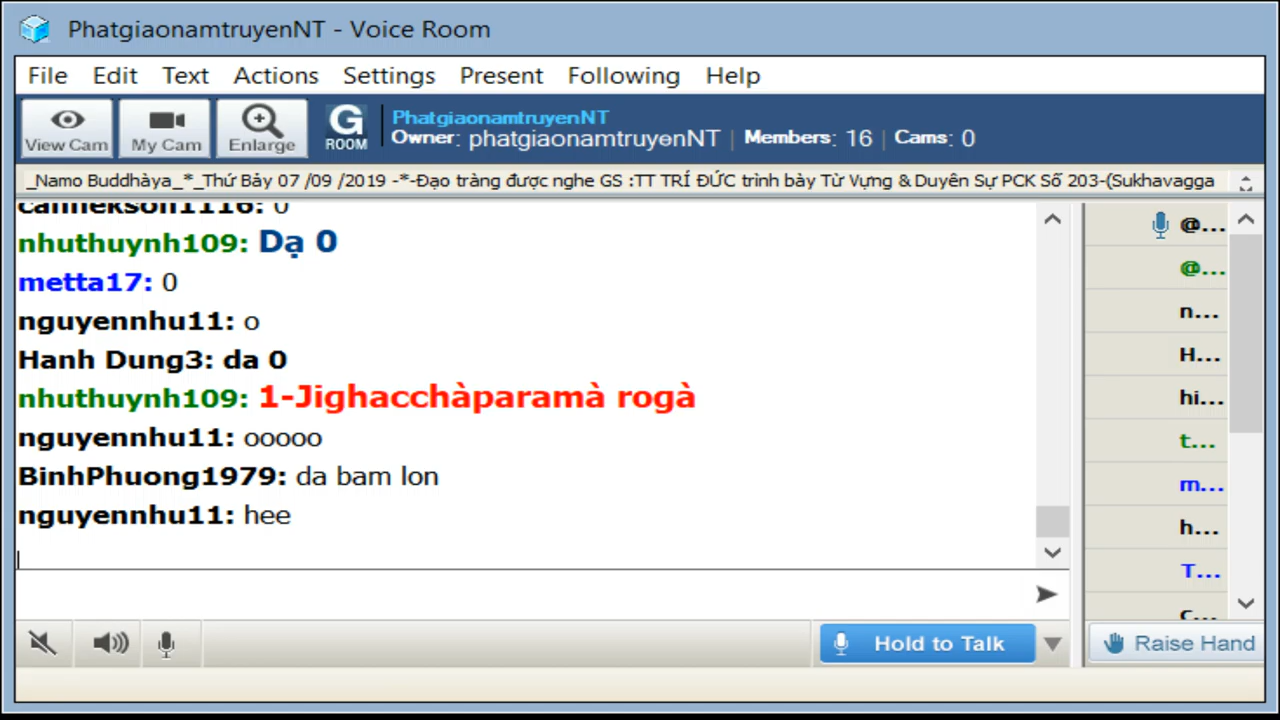 PhatgiaonamtruyenNT - Voice Room
File Edit Text Actions Settings Present Following Help
View Cam My Cam Enlarge G ROOM
PhatgiaonamtruyenNT
Owner: phatgiaonamtruyenNT | Members: 16 | Cams: 0
_Namo Buddhàya_*_Thứ Bảy 07 /09 /2019 -*-Đạo tràng được nghe GS :TT TRÍ ĐỨC trình bày Từ Vựng & Duyên Sự PCK Số 203-(Sukhavagga
nhuthuynh109: Dạ 0
metta17: 0
nguyennhu11: o
Hanh Dung3: da 0
nhuthuynh109: 1-Jighacchàparamà rogà
nguyennhu11: ooooo
BinhPhuong1979: da bam lon
nguyennhu11: hee
@...
@...
n...
H...
hi...
t...
m...
h...
T...
c...
Hold to Talk
Raise Hand